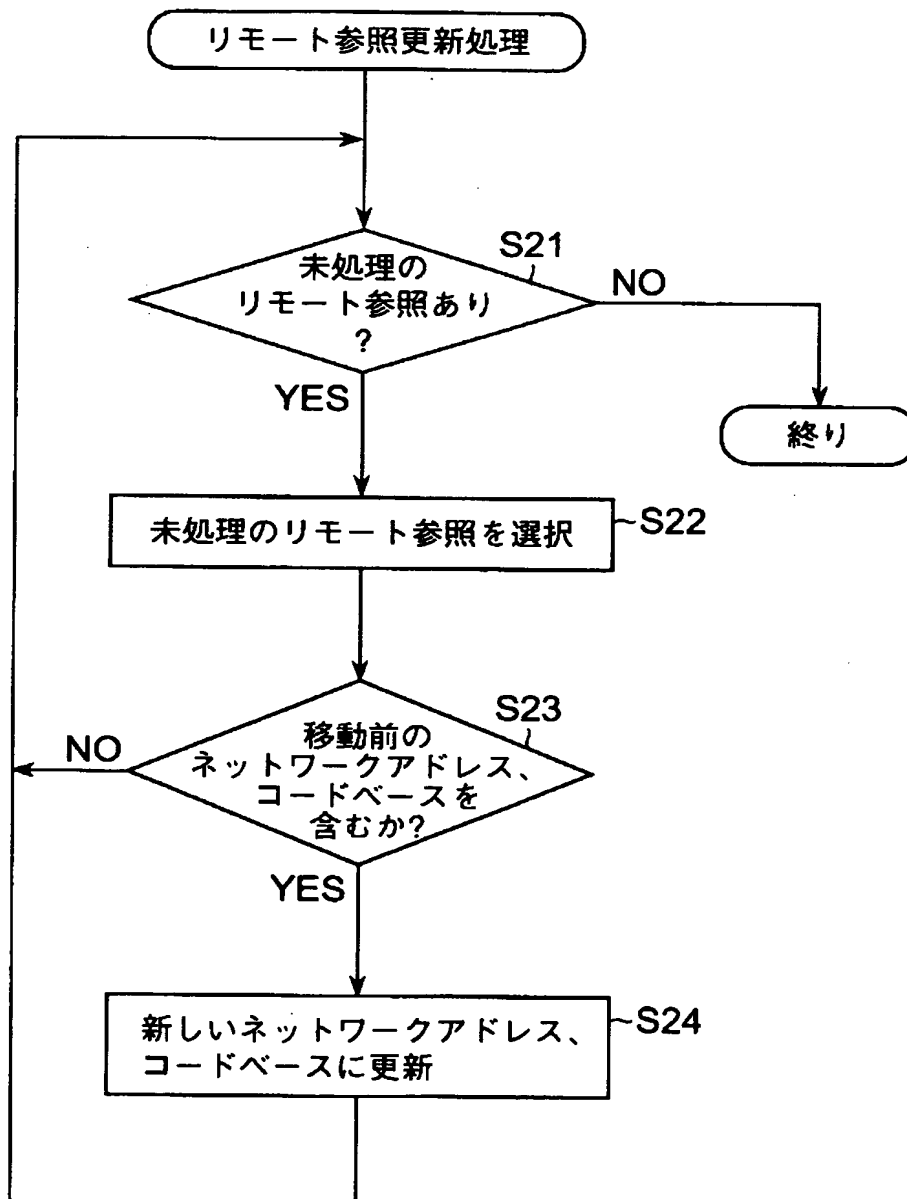 リモート参照更新処理
S21
未処理の
リモート参照あり
?
NO
YES
終り
未処理のリモート参照を選択
S22
S23
移動前の
ネットワークアドレス、
コードベースを
含むか?
NO
YES
新しいネットワークアドレス、
コードベースに更新
S24